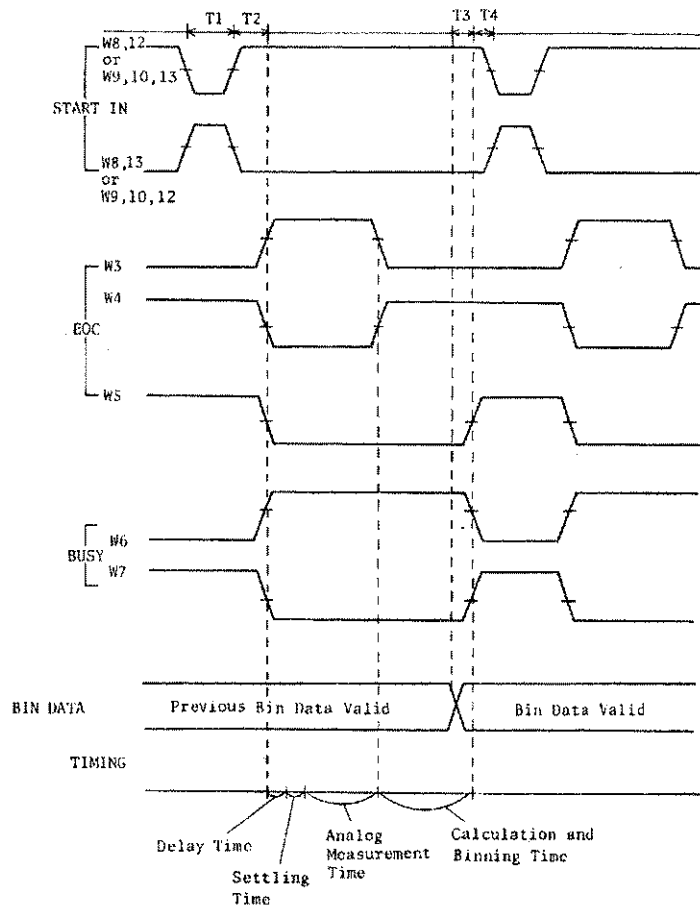 T1 T2 T3 T4
W8,12
or
W9,10,13
START IN
W8,13
or
W9,10,12
W3
W4
EOC
W5
W6
BUSY
W7
BIN DATA Previous Bin Data Valid Bin Data Valid
TIMING
Delay Time
Settling
Time
Analog
Measurement
Time
Calculation and
Binning Time